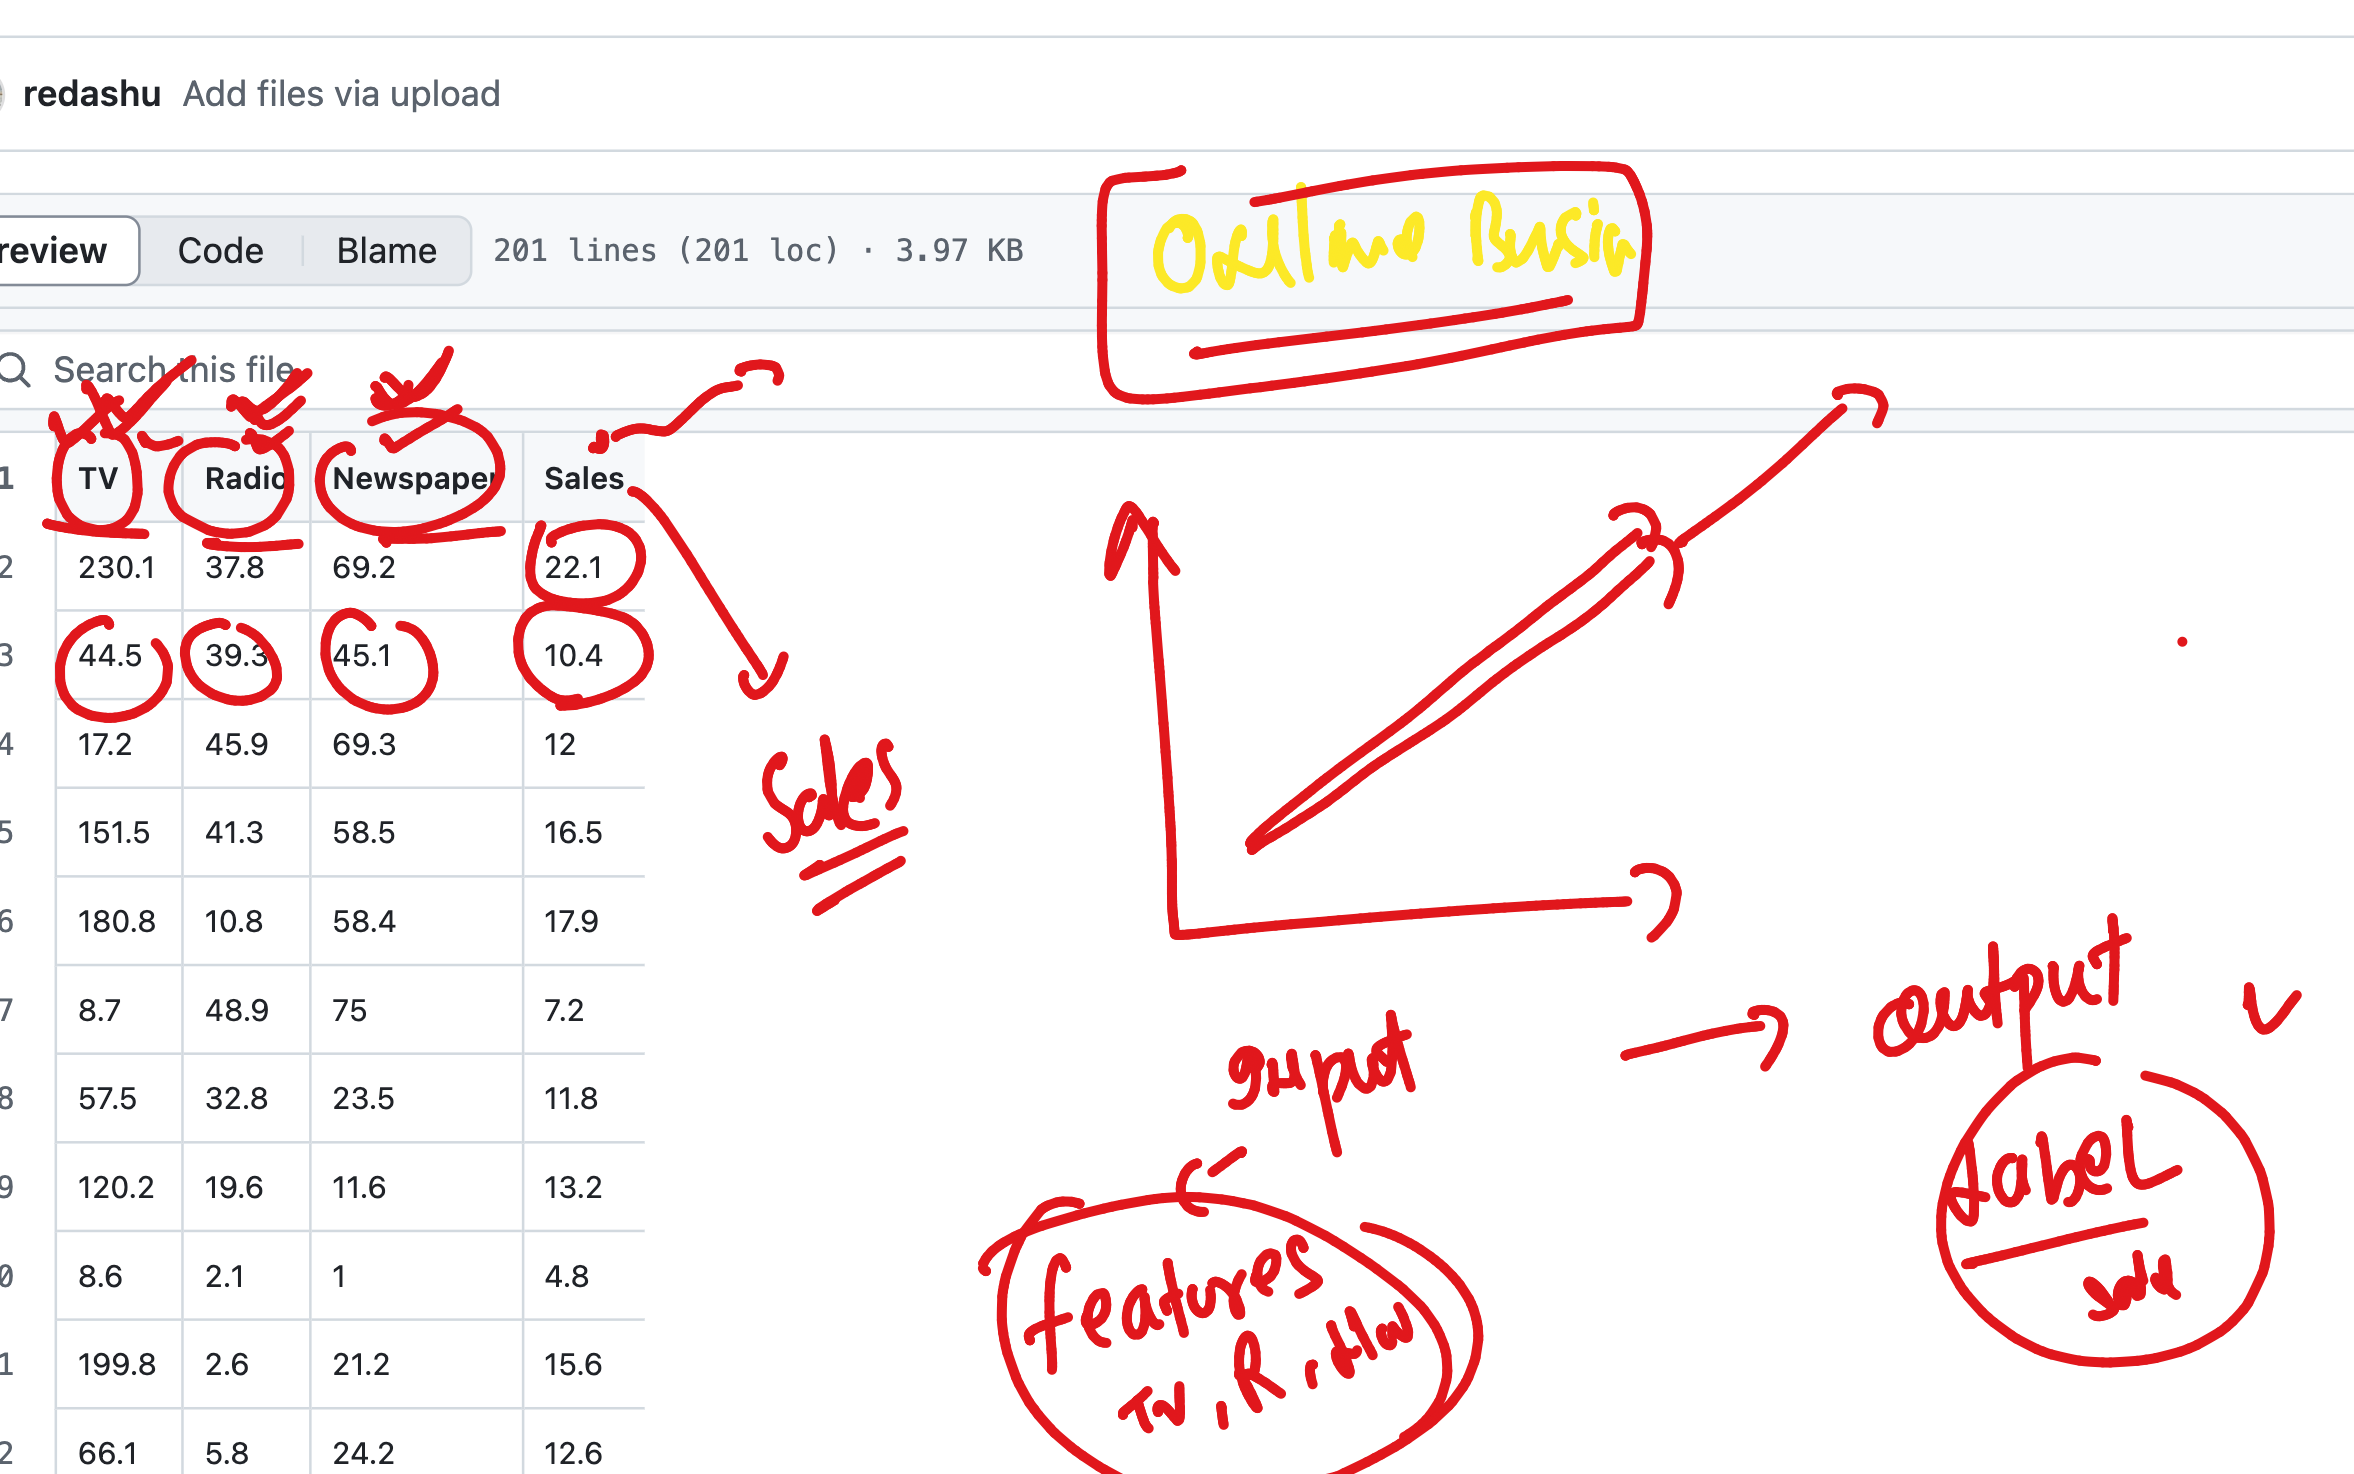 redashu Add files via upload
review Code Blame 201 lines (201 loc) · 3.97 KB
Busin
Search this file
1 TV Radio Newspaper Sales
2 230.1 37.8 69.2 22.1
3 44.5 39.3 45.1 10.4
4 17.2 45.9 69.3 12
5 151.5 41.3 58.5 16.5
6 180.8 10.8 58.4 17.9
7 8.7 48.9 75 7.2
8 57.5 32.8 23.5 11.8
9 120.2 19.6 11.6 13.2
0 8.6 2.1 1 4.8
1 199.8 2.6 21.2 15.6
2 66.1 5.8 24.2 12.6
Sales
output
input
Label
sale
features
TV, R,